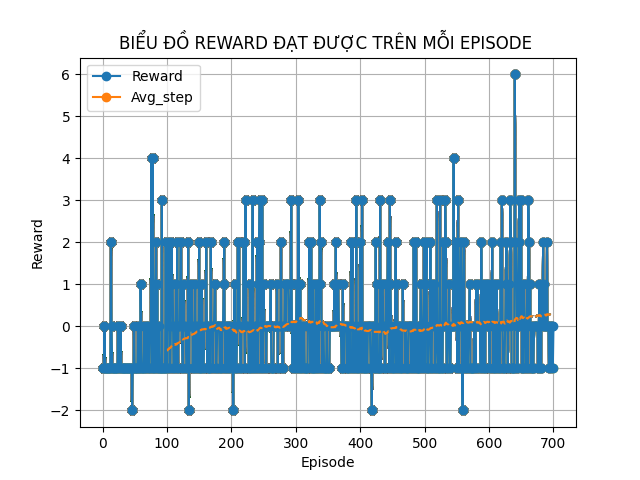 BIỂU ĐỒ REWARD ĐẠT ĐƯỢC TRÊN MỖI EPISODE
Reward
Avg_step
6
5
4
3
2
1
0
−1
−2
Reward
0 100 200 300 400 500 600 700
Episode